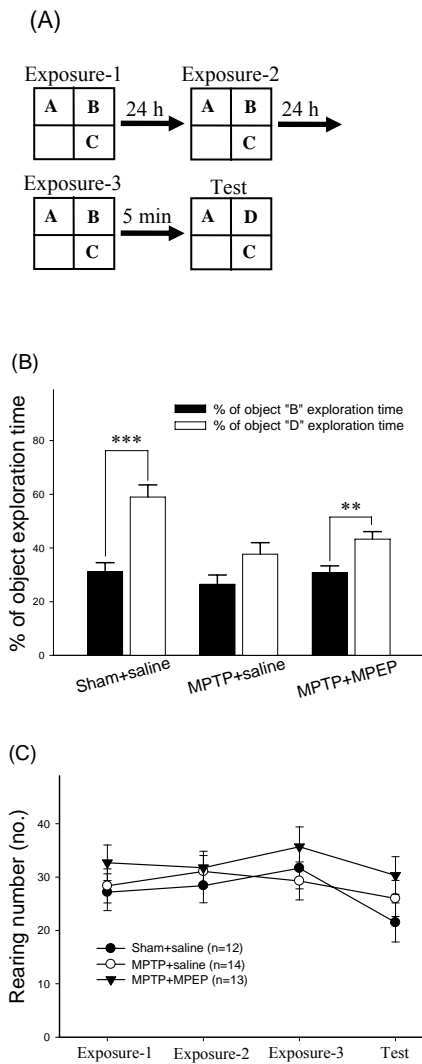 (A)
Exposure-1
Exposure-2
A B
24 h
A B
24 h
C
C
Exposure-3
Test
A B
5 min
A D
C
C
(B)
% of object exploration time
% of object "B" exploration time
% of object "D" exploration time
80
60
40
20
0
***
**
Sham+saline
MPTP+saline
MPTP+MPEP
(C)
Rearing number (no.)
40
30
20
10
0
Sham+saline (n=12)
MPTP+saline (n=14)
MPTP+MPEP (n=13)
Exposure-1
Exposure-2
Exposure-3
Test